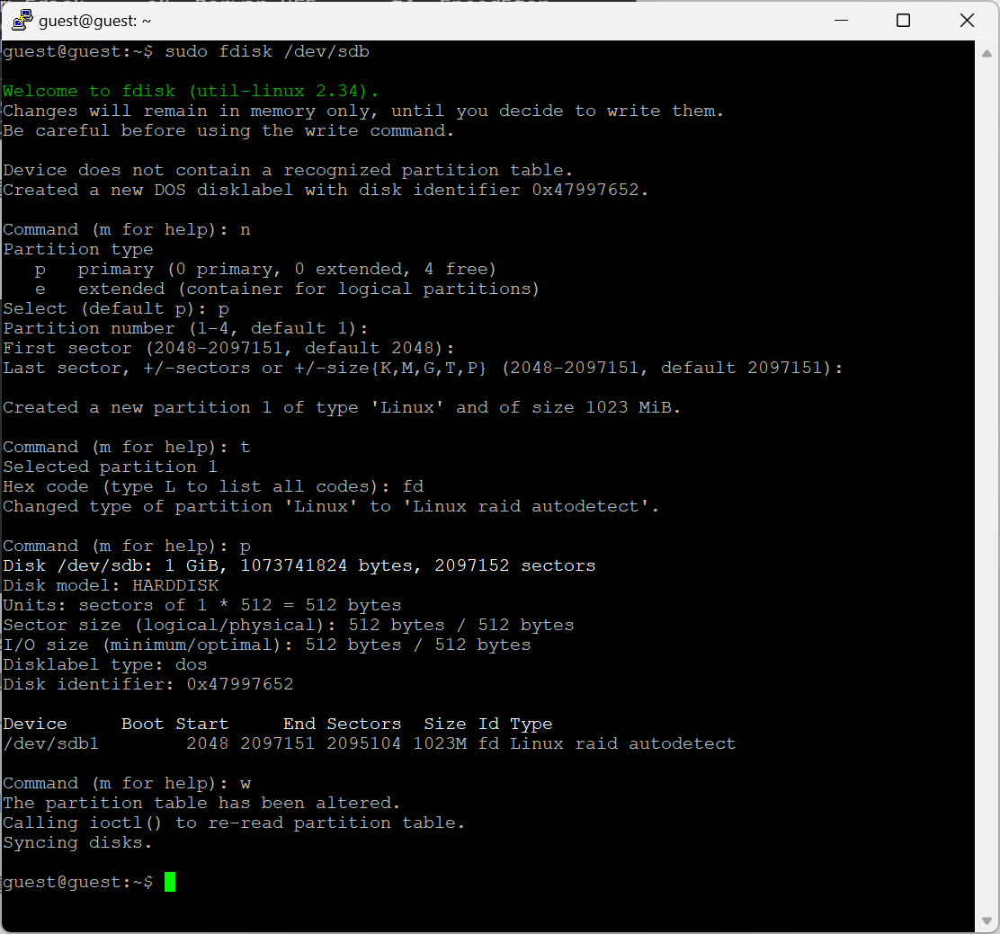 guest@guest: ~
guest@guest:~$ sudo fdisk /dev/sdb
Welcome to fdisk (util-linux 2.34).
Changes will remain in memory only, until you decide to write them.
Be careful before using the write command.
Device does not contain a recognized partition table.
Created a new DOS disklabel with disk identifier 0x47997652.
Command (m for help): n
Partition type
   p   primary (0 primary, 0 extended, 4 free)
   e   extended (container for logical partitions)
Select (default p): p
Partition number (1-4, default 1):
First sector (2048-2097151, default 2048):
Last sector, +/-sectors or +/-size{K,M,G,T,P} (2048-2097151, default 2097151):
Created a new partition 1 of type 'Linux' and of size 1023 MiB.
Command (m for help): t
Selected partition 1
Hex code (type L to list all codes): fd
Changed type of partition 'Linux' to 'Linux raid autodetect'.
Command (m for help): p
Disk /dev/sdb: 1 GiB, 1073741824 bytes, 2097152 sectors
Disk model: HARDDISK
Units: sectors of 1 * 512 = 512 bytes
Sector size (logical/physical): 512 bytes / 512 bytes
I/O size (minimum/optimal): 512 bytes / 512 bytes
Disklabel type: dos
Disk identifier: 0x47997652
Device     Boot Start     End Sectors  Size Id Type
/dev/sdb1        2048 2097151 2095104 1023M fd Linux raid autodetect
Command (m for help): w
The partition table has been altered.
Calling ioctl() to re-read partition table.
Syncing disks.
guest@guest:~$